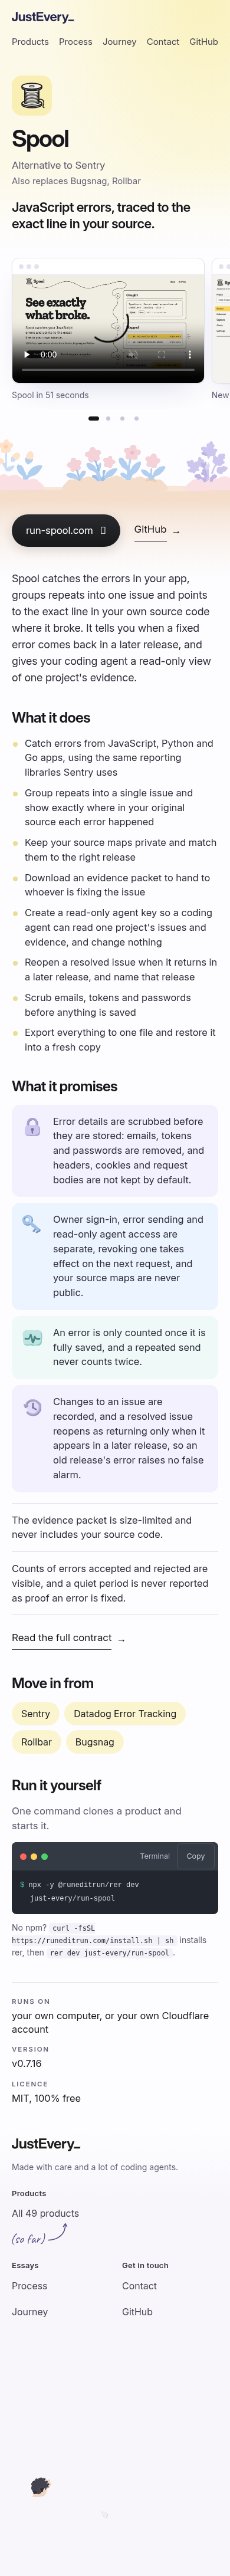 JustEvery_
Products Process Journey Contact GitHub
Spool
Alternative to Sentry
Also replaces Bugsnag, Rollbar
JavaScript errors, traced to the
exact line in your source.
Spool
See exactly
what broke.
0:00
Spool in 51 seconds
New
run-spool.com
GitHub →
Spool catches the errors in your app,
groups repeats into one issue and points
to the exact line in your own source code
where it broke. It tells you when a fixed
error comes back in a later release, and
gives your coding agent a read-only view
of one project's evidence.
What it does
Catch errors from JavaScript, Python and
Go apps, using the same reporting
libraries Sentry uses
Group repeats into a single issue and
show exactly where in your original
source each error happened
Keep your source maps private and match
them to the right release
Download an evidence packet to hand to
whoever is fixing the issue
Create a read-only agent key so a coding
agent can read one project's issues and
evidence, and change nothing
Reopen a resolved issue when it returns in
a later release, and name that release
Scrub emails, tokens and passwords
before anything is saved
Export everything to one file and restore it
into a fresh copy
What it promises
Error details are scrubbed before
they are stored: emails, tokens
and passwords are removed, and
headers, cookies and request
bodies are not kept by default.
Owner sign-in, error sending and
read-only agent access are
separate, revoking one takes
effect on the next request, and
your source maps are never
public.
An error is only counted once it is
fully saved, and a repeated send
never counts twice.
Changes to an issue are
recorded, and a resolved issue
reopens as returning only when it
appears in a later release, so an
old release's error raises no false
alarm.
The evidence packet is size-limited and
never includes your source code.
Counts of errors accepted and rejected are
visible, and a quiet period is never reported
as proof an error is fixed.
Read the full contract →
Move in from
Sentry
Datadog Error Tracking
Rollbar
Bugsnag
Run it yourself
One command clones a product and
starts it.
Terminal Copy
$ npx -y @runeditrun/rer dev
just-every/run-spool
No npm? curl -fsSL
https://runeditrun.com/install.sh | sh installs
rer, then rer dev just-every/run-spool.
RUNS ON
your own computer, or your own Cloudflare
account
VERSION
v0.7.16
LICENCE
MIT, 100% free
JustEvery_
Made with care and a lot of coding agents.
Products
All 49 products
(so far)
Essays
Get in touch
Process
Contact
Journey
GitHub